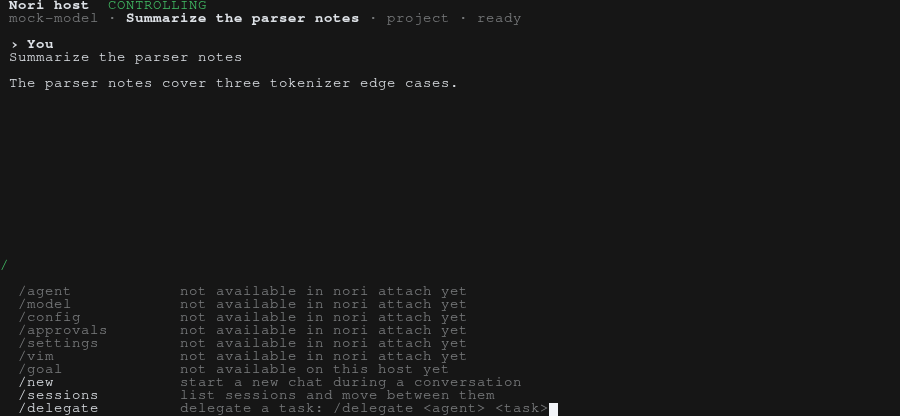 Nori host CONTROLLING
mock-model · Summarize the parser notes · project · ready
› You
Summarize the parser notes
The parser notes cover three tokenizer edge cases.
/
/agent not available in nori attach yet
/model not available in nori attach yet
/config not available in nori attach yet
/approvals not available in nori attach yet
/settings not available in nori attach yet
/vim not available in nori attach yet
/goal not available on this host yet
/new start a new chat during a conversation
/sessions list sessions and move between them
/delegate delegate a task: /delegate <agent> <task>